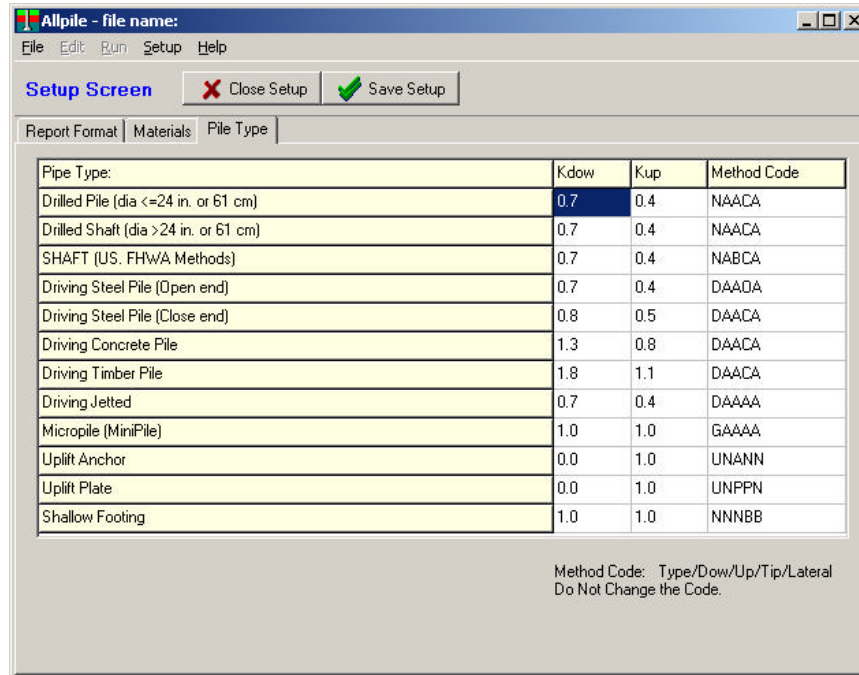 Allpile - file name:
File Edit Run Setup Help
Setup Screen Close Setup Save Setup
Report Format Materials Pile Type
Pipe Type: Kdow Kup Method Code
Drilled Pile (dia <=24 in. or 61 cm) 0.7 0.4 NAACA
Drilled Shaft (dia >24 in. or 61 cm) 0.7 0.4 NAACA
SHAFT (US. FHWA Methods) 0.7 0.4 NABCA
Driving Steel Pile (Open end) 0.7 0.4 DAAOA
Driving Steel Pile (Close end) 0.8 0.5 DAACA
Driving Concrete Pile 1.3 0.8 DAACA
Driving Timber Pile 1.8 1.1 DAACA
Driving Jetted 0.7 0.4 DAAAA
Micropile (MiniPile) 1.0 1.0 GAAAA
Uplift Anchor 0.0 1.0 UNANN
Uplift Plate 0.0 1.0 UNPPN
Shallow Footing 1.0 1.0 NNNBB
Method Code: Type/Dow/Up/Tip/Lateral
Do Not Change the Code.